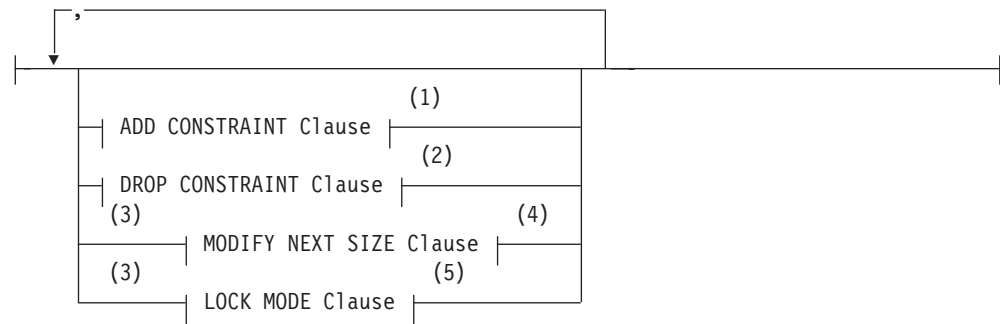 ,
(1)
ADD CONSTRAINT Clause
(2)
DROP CONSTRAINT Clause
(3) (4)
MODIFY NEXT SIZE Clause
(3) (5)
LOCK MODE Clause